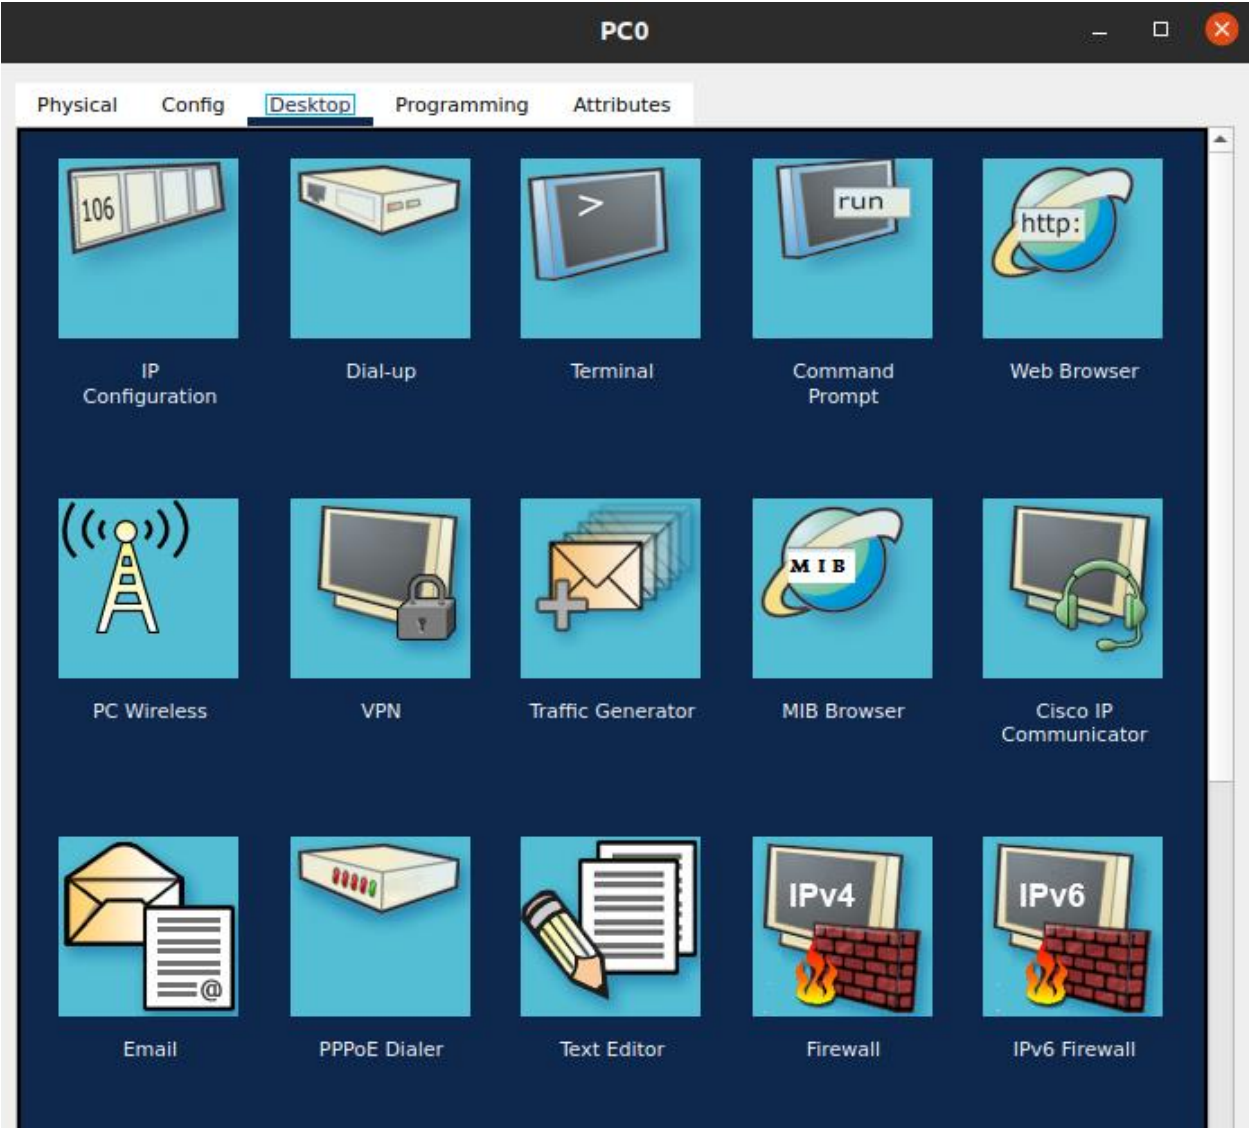 PC0
Physical Config Desktop Programming Attributes
106
>
run
http:
IP
Configuration
Dial-up
Terminal
Command
Prompt
Web Browser
MIB
PC Wireless
VPN
Traffic Generator
MIB Browser
Cisco IP
Communicator
@
IPv4
IPv6
Email
PPPoE Dialer
Text Editor
Firewall
IPv6 Firewall